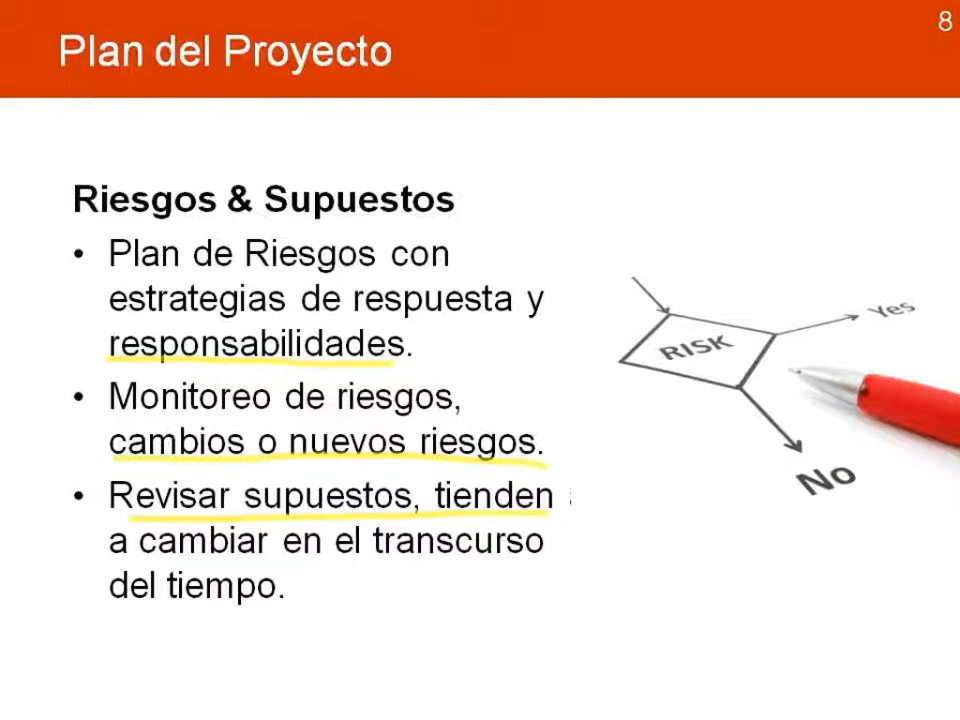 8
Plan del Proyecto
Riesgos & Supuestos
• Plan de Riesgos con
estrategias de respuesta y
responsabilidades.
• Monitoreo de riesgos,
cambios o nuevos riesgos.
• Revisar supuestos, tienden
a cambiar en el transcurso
del tiempo.
RISK
Yes
No